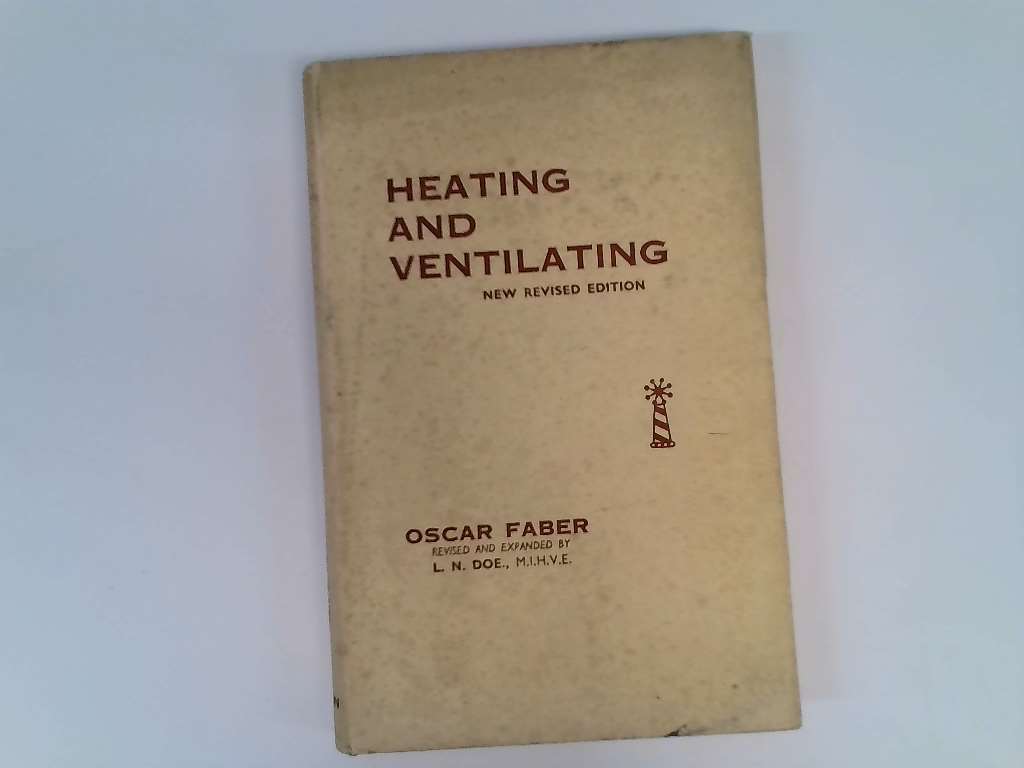 HEATING
AND
VENTILATING
NEW REVISED EDITION
OSCAR FABER
REVISED AND EXPANDED BY
L. N. DOE., M.I.H.V.E.